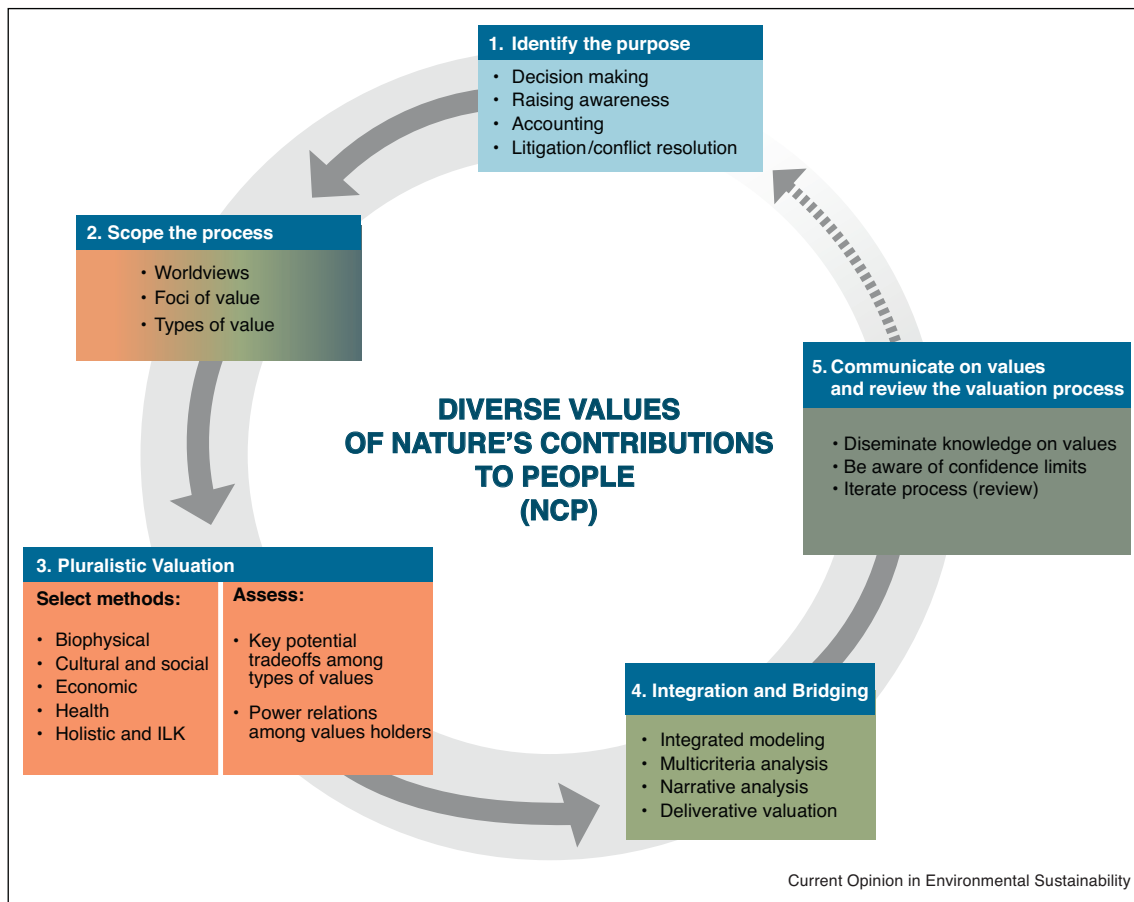 1. Identify the purpose
• Decision making
• Raising awareness
• Accounting
• Litigation/conflict resolution
2. Scope the process
• Worldviews
• Foci of value
• Types of value
3. Pluralistic Valuation
Select methods:
• Biophysical
• Cultural and social
• Economic
• Health
• Holistic and ILK
Assess:
• Key potential
tradeoffs among
types of values
• Power relations
among values holders
4. Integration and Bridging
• Integrated modeling
• Multicriteria analysis
• Narrative analysis
• Deliverative valuation
5. Communicate on values
and review the valuation process
• Diseminate knowledge on values
• Be aware of confidence limits
• Iterate process (review)
DIVERSE VALUES
OF NATURE'S CONTRIBUTIONS
TO PEOPLE
(NCP)
Current Opinion in Environmental Sustainability